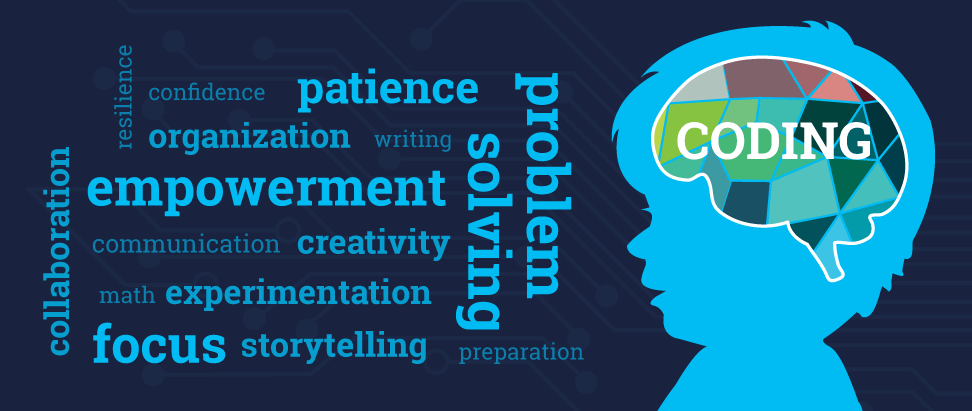 resilience
confidence
patience
organization
writing
collaboration
empowerment
communication
creativity
math
experimentation
focus
storytelling
preparation
problem
solving
CODING